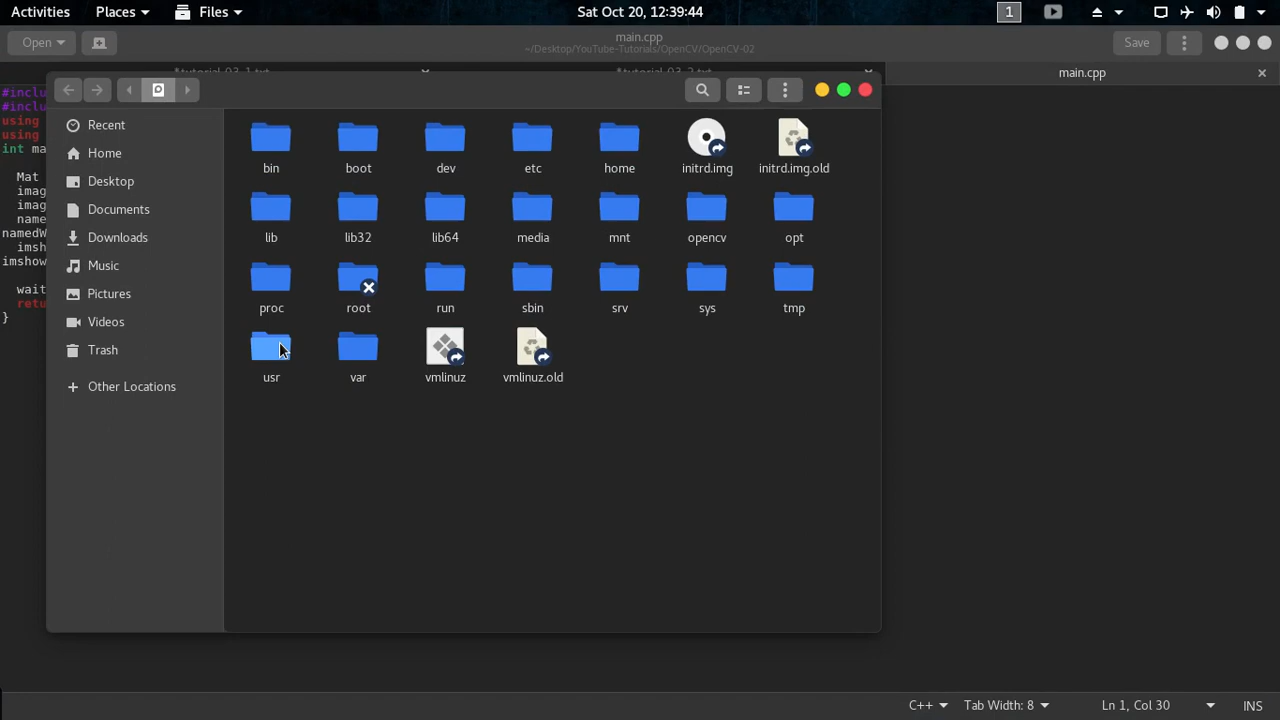 Activities Places Files Sat Oct 20, 12:39:44 1
Open main.cpp Save
~/Desktop/YouTube-Tutorials/OpenCV/OpenCV-02
*tutorial_03_1.txt *tutorial_03_2.txt main.cpp
#inclu
#inclu
using
using
int ma
Mat
imag
imag
name
namedW
imsh
imshow
wait
retu
}
Recent
Home
Desktop
Documents
Downloads
Music
Pictures
Videos
Trash
Other Locations
bin boot dev etc home initrd.img initrd.img.old
lib lib32 lib64 media mnt opencv opt
proc root run sbin srv sys tmp
usr var vmlinuz vmlinuz.old
C++ Tab Width: 8 Ln 1, Col 30 INS